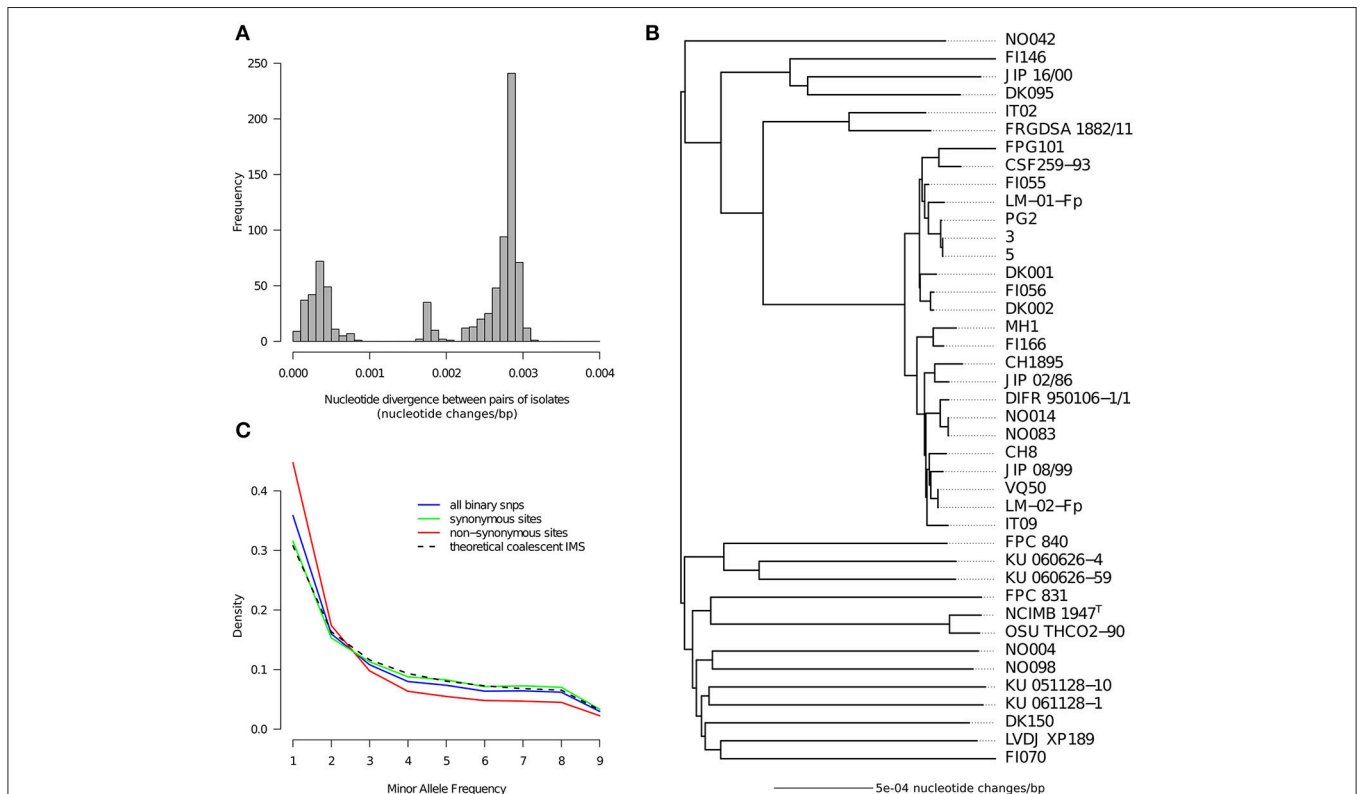 A
250
200
150
100
50
0
Frequency
0.000 0.001 0.002 0.003 0.004
Nucleotide divergence between pairs of isolates
(nucleotide changes/bp)
B
NO042
FI146
JIP 16/00
DK095
IT02
FRGDSA 1882/11
FPG101
CSF259−93
FI055
LM−01−Fp
PG2
3
5
DK001
FI056
DK002
MH1
FI166
CH1895
JIP 02/86
DIFR 950106−1/1
NO014
NO083
CH8
JIP 08/99
VQ50
LM−02−Fp
IT09
FPC 840
KU 060626−4
KU 060626−59
FPC 831
NCIMB 1947T
OSU THCO2−90
NO004
NO098
KU 051128−10
KU 061128−1
DK150
LVDJ XP189
FI070
5e−04 nucleotide changes/bp
C
0.4
0.3
0.2
0.1
0.0
Density
all binary snps
synonymous sites
non−synonymous sites
theoretical coalescent IMS
1 2 3 4 5 6 7 8 9
Minor Allele Frequency